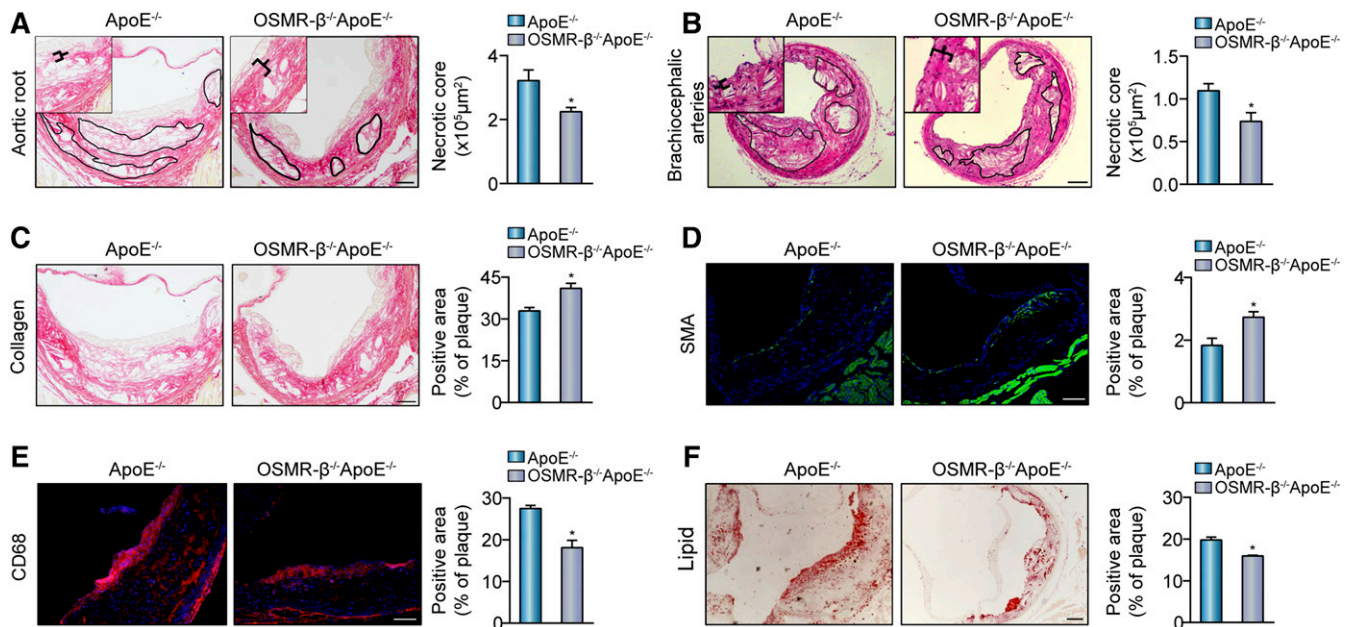 A
ApoE⁻/⁻
OSMR-β⁻/⁻ApoE⁻/⁻
Aortic root
Necrotic core
(x10⁵µm²)
4
2
0
*
ApoE⁻/⁻
OSMR-β⁻/⁻ApoE⁻/⁻
B
ApoE⁻/⁻
OSMR-β⁻/⁻ApoE⁻/⁻
Brachiocephalic
arteries
Necrotic core
(x10⁵µm²)
1.5
1.0
0.5
0.0
*
ApoE⁻/⁻
OSMR-β⁻/⁻ApoE⁻/⁻
C
ApoE⁻/⁻
OSMR-β⁻/⁻ApoE⁻/⁻
Collagen
Positive area
(% of plaque)
45
30
15
0
*
ApoE⁻/⁻
OSMR-β⁻/⁻ApoE⁻/⁻
D
ApoE⁻/⁻
OSMR-β⁻/⁻ApoE⁻/⁻
SMA
Positive area
(% of plaque)
4
2
0
*
ApoE⁻/⁻
OSMR-β⁻/⁻ApoE⁻/⁻
E
ApoE⁻/⁻
OSMR-β⁻/⁻ApoE⁻/⁻
CD68
Positive area
(% of plaque)
30
20
10
0
*
ApoE⁻/⁻
OSMR-β⁻/⁻ApoE⁻/⁻
F
ApoE⁻/⁻
OSMR-β⁻/⁻ApoE⁻/⁻
Lipid
Positive area
(% of plaque)
30
20
10
0
*
ApoE⁻/⁻
OSMR-β⁻/⁻ApoE⁻/⁻